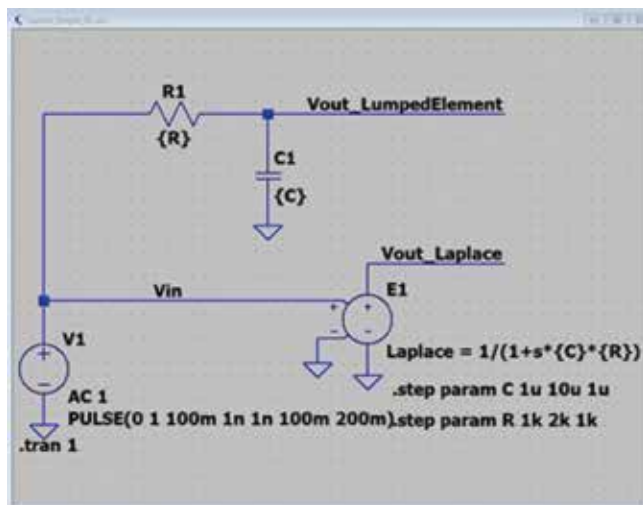 R1
{R}
Vout_LumpedElement
C1
{C}
Vout_Laplace
E1
Vin
V1
Laplace = 1/(1+s*{C}*{R})
AC 1
.step param C 1u 10u 1u
PULSE(0 1 100m 1n 1n 100m 200m)
.step param R 1k 2k 1k
.tran 1